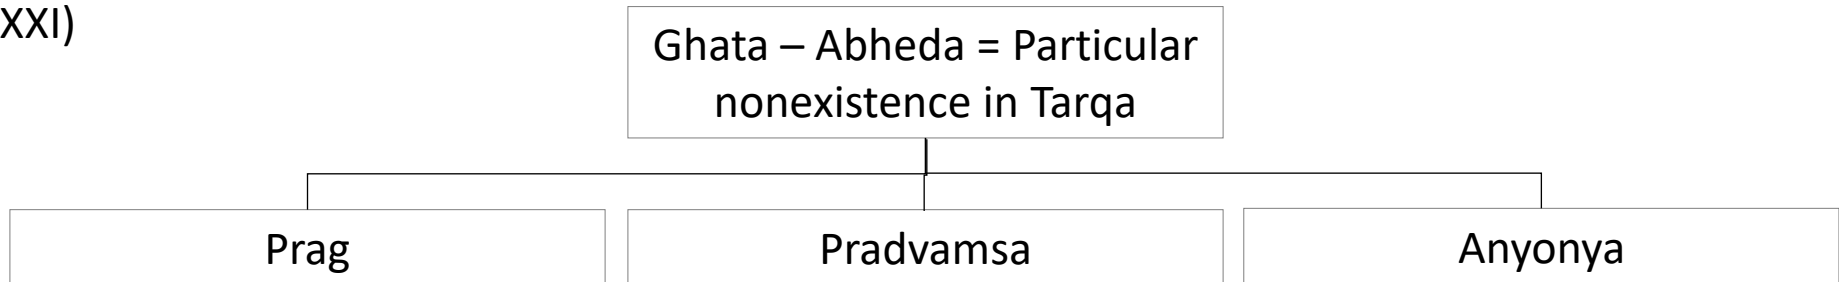 XXI)
Ghata – Abheda = Particular
nonexistence in Tarqa
Prag
Pradvamsa
Anyonya